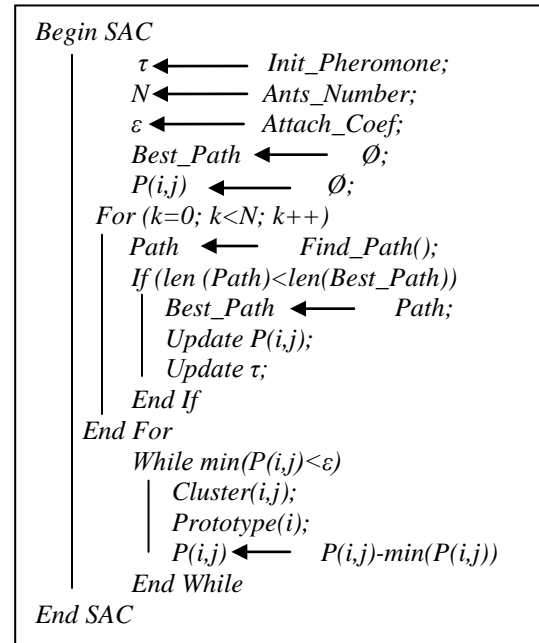 Begin SAC
τ ← Init_Pheromone;
N ← Ants_Number;
ε ← Attach_Coef;
Best_Path ← Ø;
P(i,j) ← Ø;
For (k=0; k<N; k++)
Path ← Find_Path();
If (len (Path)<len(Best_Path))
Best_Path ← Path;
Update P(i,j);
Update τ;
End If
End For
While min(P(i,j)<ε)
Cluster(i,j);
Prototype(i);
P(i,j) ← P(i,j)-min(P(i,j))
End While
End SAC